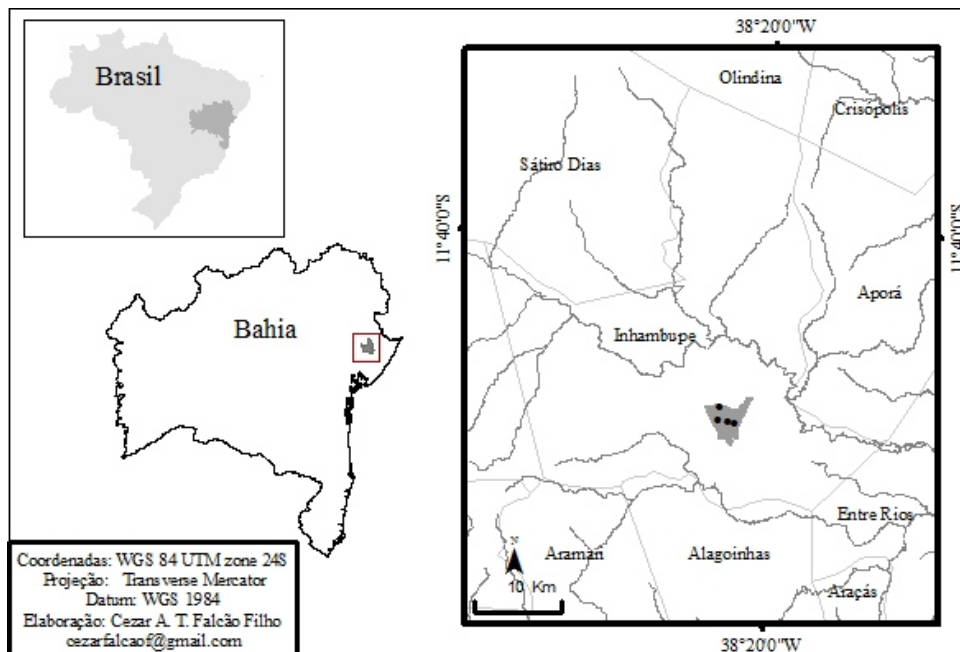 Brasil
Bahia
Coordenadas: WGS 84 UTM zone 24S
Projeção: Transverse Mercator
Datum: WGS 1984
Elaboração: Cezar A. T. Falcão Filho
cezarfalcaof@gmail.com
38°20'0"W
Olindina
Crisópolis
Sátiro Dias
11°40'0"S
11°40'0"S
Aporá
Inhambupe
Entre Rios
N
Aramari
Alagoinhas
10 Km
Araçás
38°20'0"W